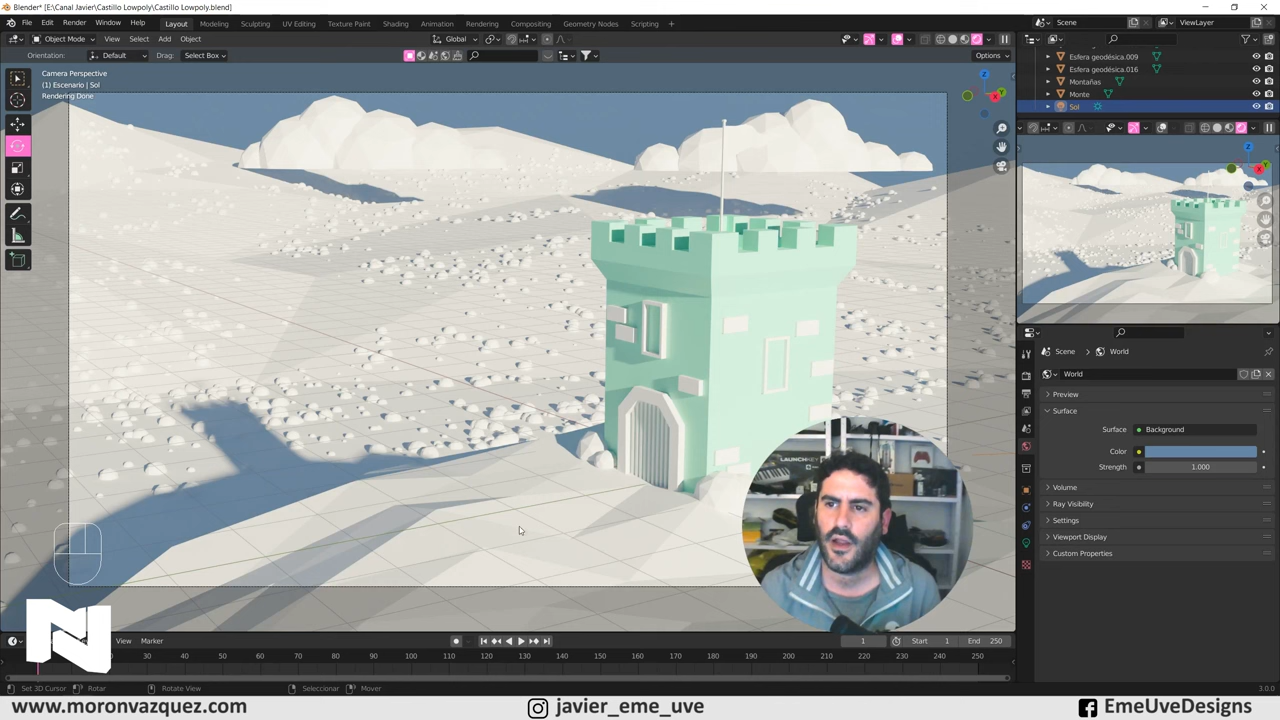 Blender* [E:\Canal Javier\Castillo Lowpoly\Castillo Lowpoly.blend]
File Edit Render Window Help Layout Modeling Sculpting UV Editing Texture Paint Shading Animation Rendering Compositing Geometry Nodes Scripting + Scene ViewLayer
Object Mode View Select Add Object Global
Orientation: Default Drag: Select Box Options
Camera Perspective
(1) Escenario | Sol
Rendering Done
Esfera geodésica.009
Esfera geodésica.016
Montañas
Monte
Sol
Scene World
World
Preview
Surface
Surface Background
Color
Strength 1.000
Volume
Ray Visibility
Settings
Viewport Display
Custom Properties
LAUNCHKEY
N
View Marker 1 Start 1 End 250
30 40 50 60 70 80 90 100 110 120 130 140 150 160 170 180 190 200 210 220 230 240 250
Set 3D Cursor Rotar Rotate View Seleccionar Mover 3.0.0
www.moronvazquez.com javier_eme_uve EmeUveDesigns